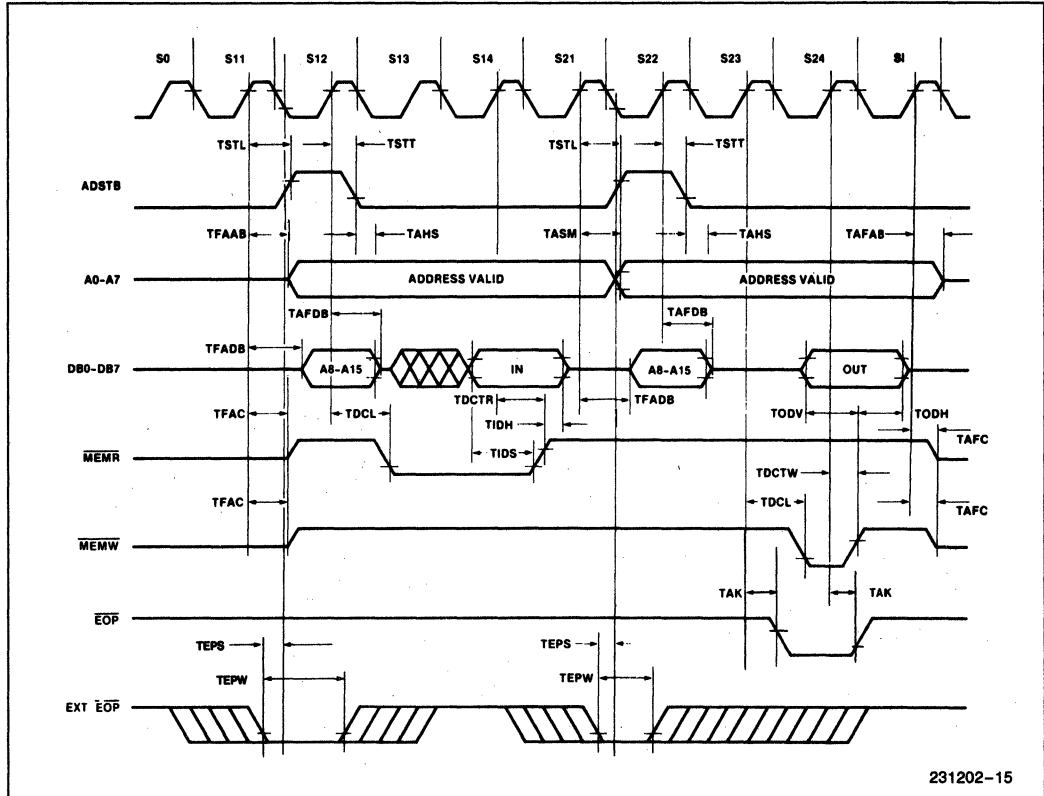 S0 S11 S12 S13 S14 S21 S22 S23 S24 SI
TSTL TSTT TSTL TSTT
ADSTB
TFAAB TAHS TASM TAHS TAFAB
A0-A7 ADDRESS VALID ADDRESS VALID
TAFDB TAFDB
TFADB
DB0-DB7 A8-A15 IN A8-A15 OUT
TFAC TDCL TDCTR TFADB TODV TODH
TIDH
TAFC
MEMR TIDS
TDCTW
TFAC TDCL
TAFC
MEMW
TAK TAK
EOP
TEPS TEPS
TEPW TEPW
EXT EOP
231202-15